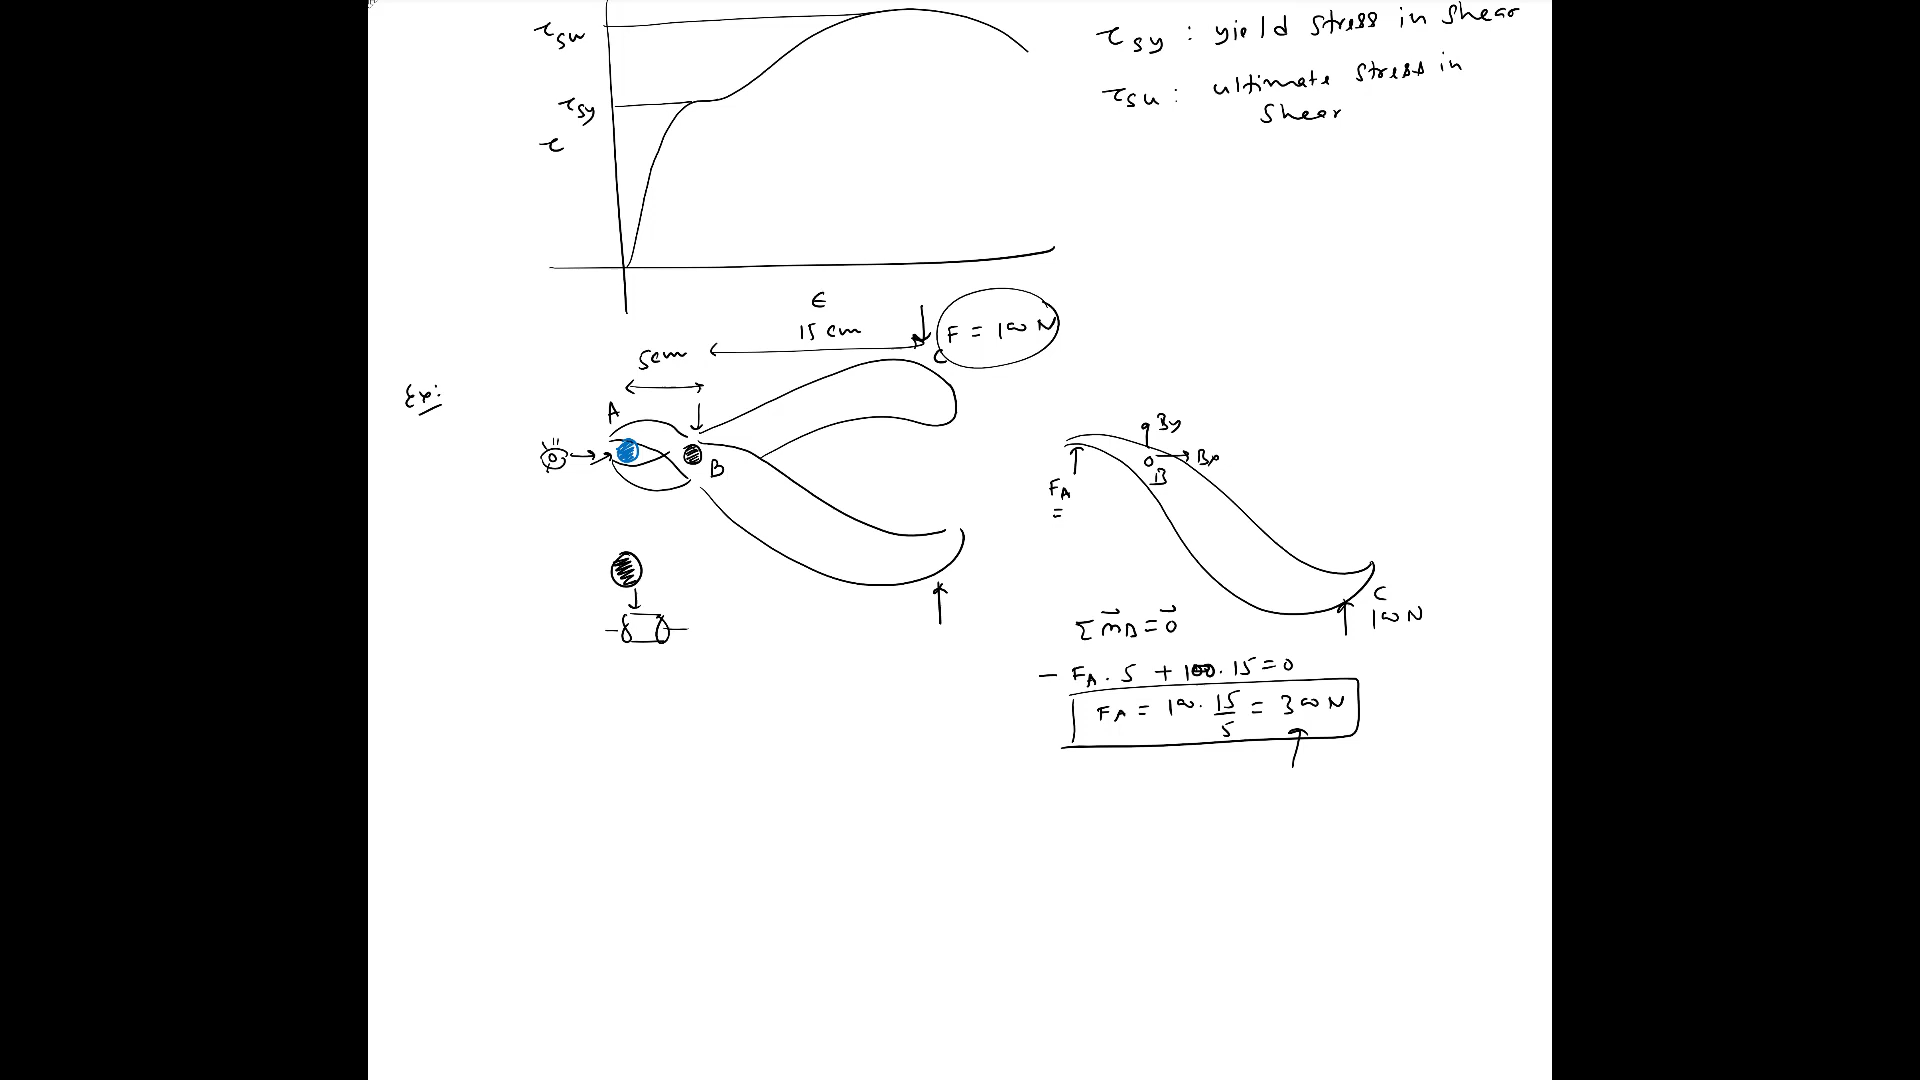 τsu
τsy : yield stress in shear
τsu : ultimate stress in
shear
τsy
τ
ε
15 cm
F = 100 N
5cm
C
Ex:
A
B
By
Bx
B
FA
=
C
100 N
Σ M⃗B = 0⃗
- FA . 5 + 100 . 15 = 0
FA = 100 . 15/5 = 300 N